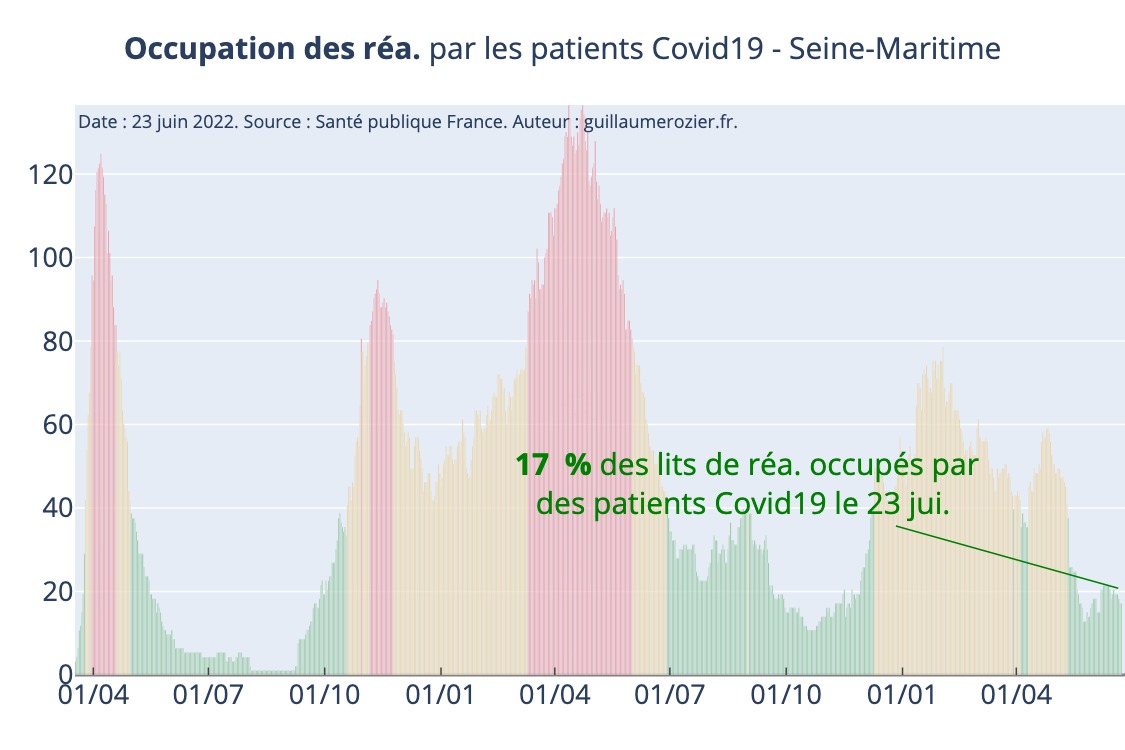 Occupation des réa. par les patients Covid19 - Seine-Maritime
Date : 23 juin 2022. Source : Santé publique France. Auteur : guillaumerozier.fr.
120
100
80
60
17 % des lits de réa. occupés par
des patients Covid19 le 23 jui.
40
20
0
01/04 01/07 01/10 01/01 01/04 01/07 01/10 01/01 01/04